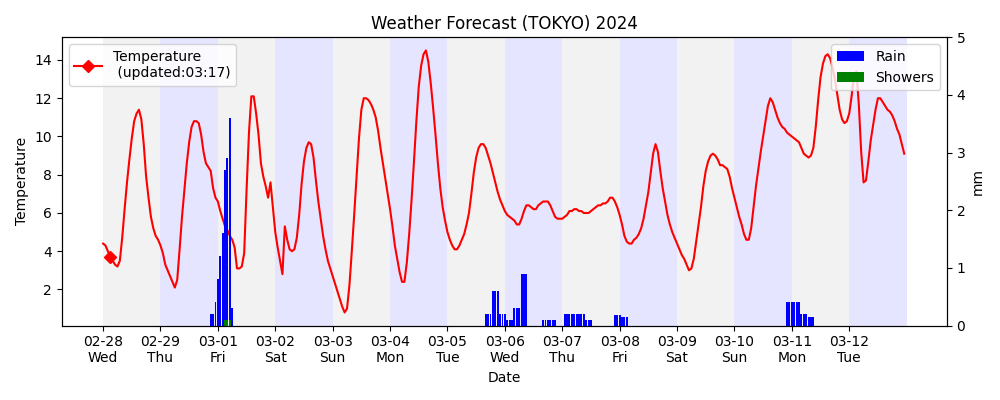 Weather Forecast (TOKYO) 2024
Temperature
(updated:03:17)
Rain
Showers
14
12
10
8
6
4
2
Temperature
5
4
3
2
1
0
mm
02-28 02-29 03-01 03-02 03-03 03-04 03-05 03-06 03-07 03-08 03-09 03-10 03-11 03-12
Wed Thu Fri Sat Sun Mon Tue Wed Thu Fri Sat Sun Mon Tue
Date